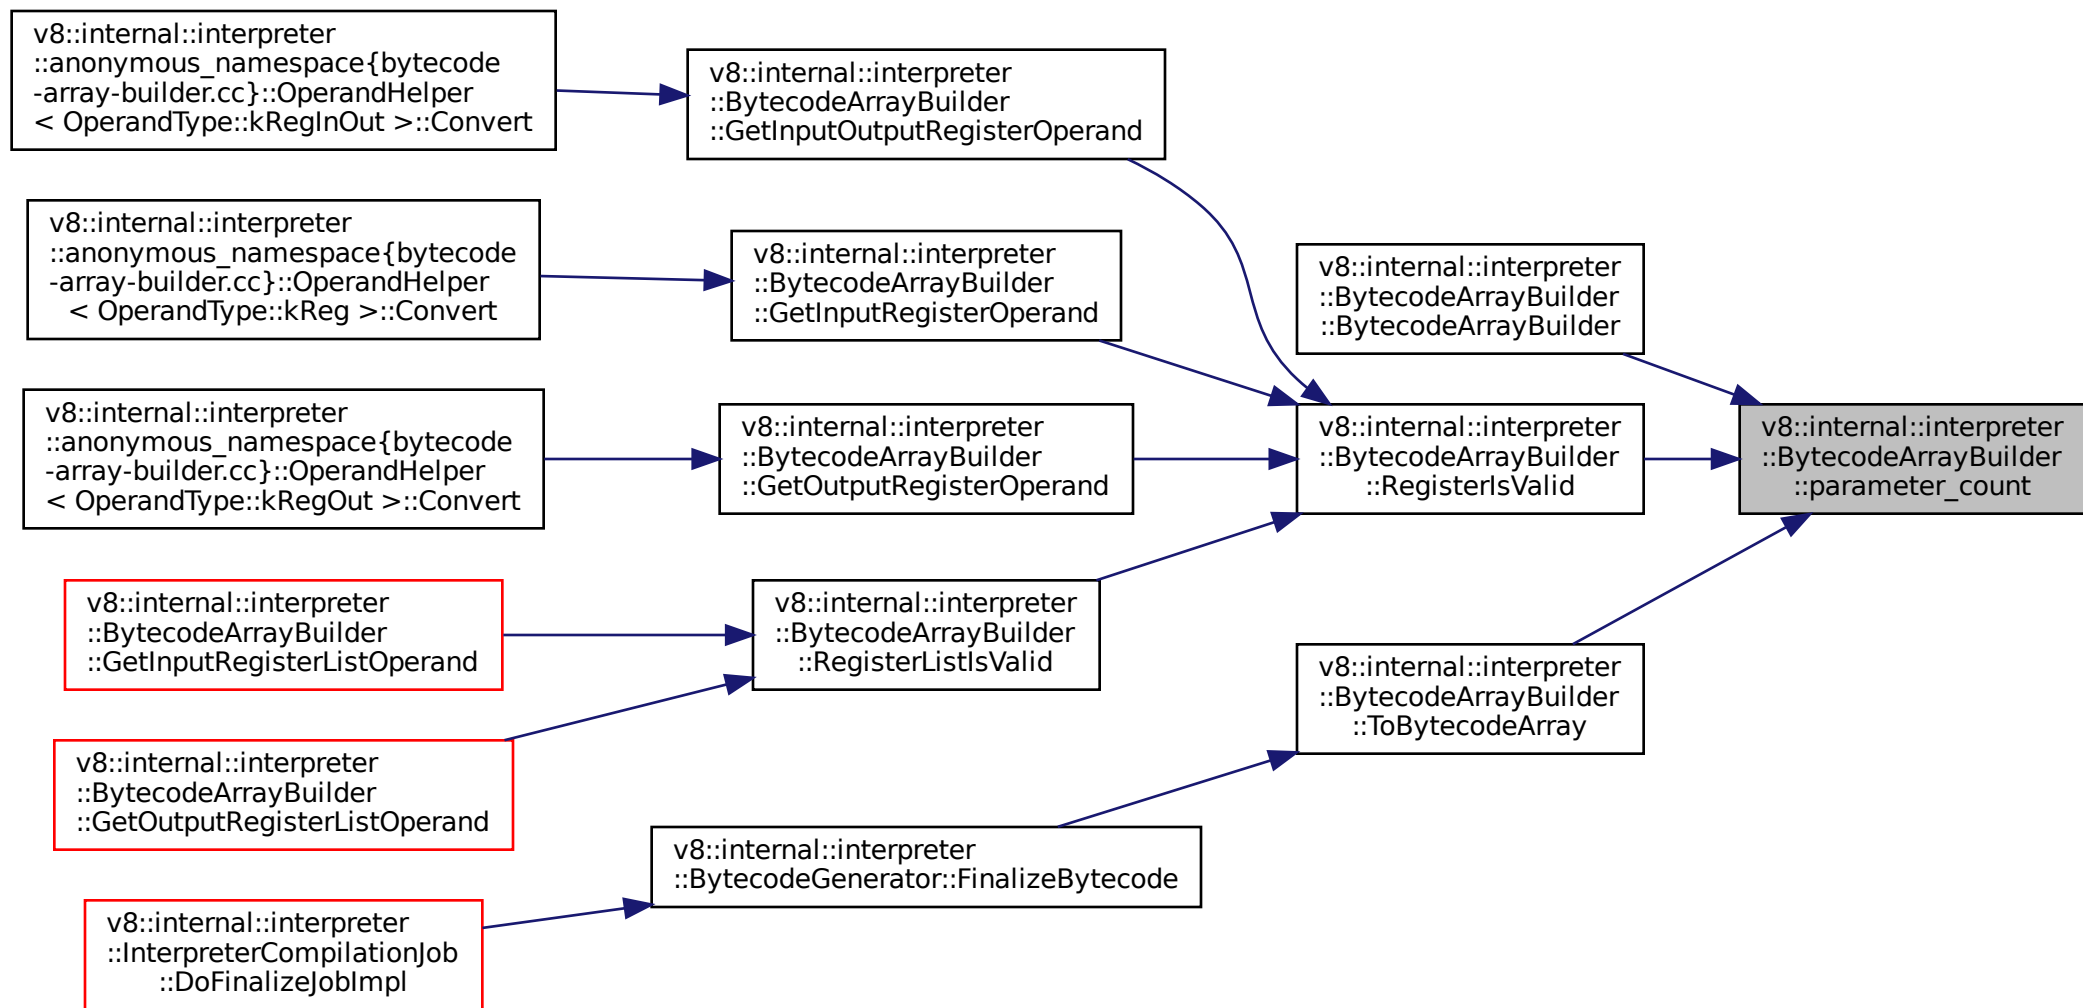 v8::internal::interpreter
::anonymous_namespace{bytecode
-array-builder.cc}::OperandHelper
< OperandType::kRegInOut >::Convert
v8::internal::interpreter
::anonymous_namespace{bytecode
-array-builder.cc}::OperandHelper
< OperandType::kReg >::Convert
v8::internal::interpreter
::anonymous_namespace{bytecode
-array-builder.cc}::OperandHelper
< OperandType::kRegOut >::Convert
v8::internal::interpreter
::BytecodeArrayBuilder
::GetInputRegisterListOperand
v8::internal::interpreter
::BytecodeArrayBuilder
::GetOutputRegisterListOperand
v8::internal::interpreter
::InterpreterCompilationJob
::DoFinalizeJobImpl
v8::internal::interpreter
::BytecodeArrayBuilder
::GetInputOutputRegisterOperand
v8::internal::interpreter
::BytecodeArrayBuilder
::GetInputRegisterOperand
v8::internal::interpreter
::BytecodeArrayBuilder
::GetOutputRegisterOperand
v8::internal::interpreter
::BytecodeArrayBuilder
::RegisterListIsValid
v8::internal::interpreter
::BytecodeGenerator::FinalizeBytecode
v8::internal::interpreter
::BytecodeArrayBuilder
::BytecodeArrayBuilder
v8::internal::interpreter
::BytecodeArrayBuilder
::RegisterIsValid
v8::internal::interpreter
::BytecodeArrayBuilder
::ToBytecodeArray
v8::internal::interpreter
::BytecodeArrayBuilder
::parameter_count